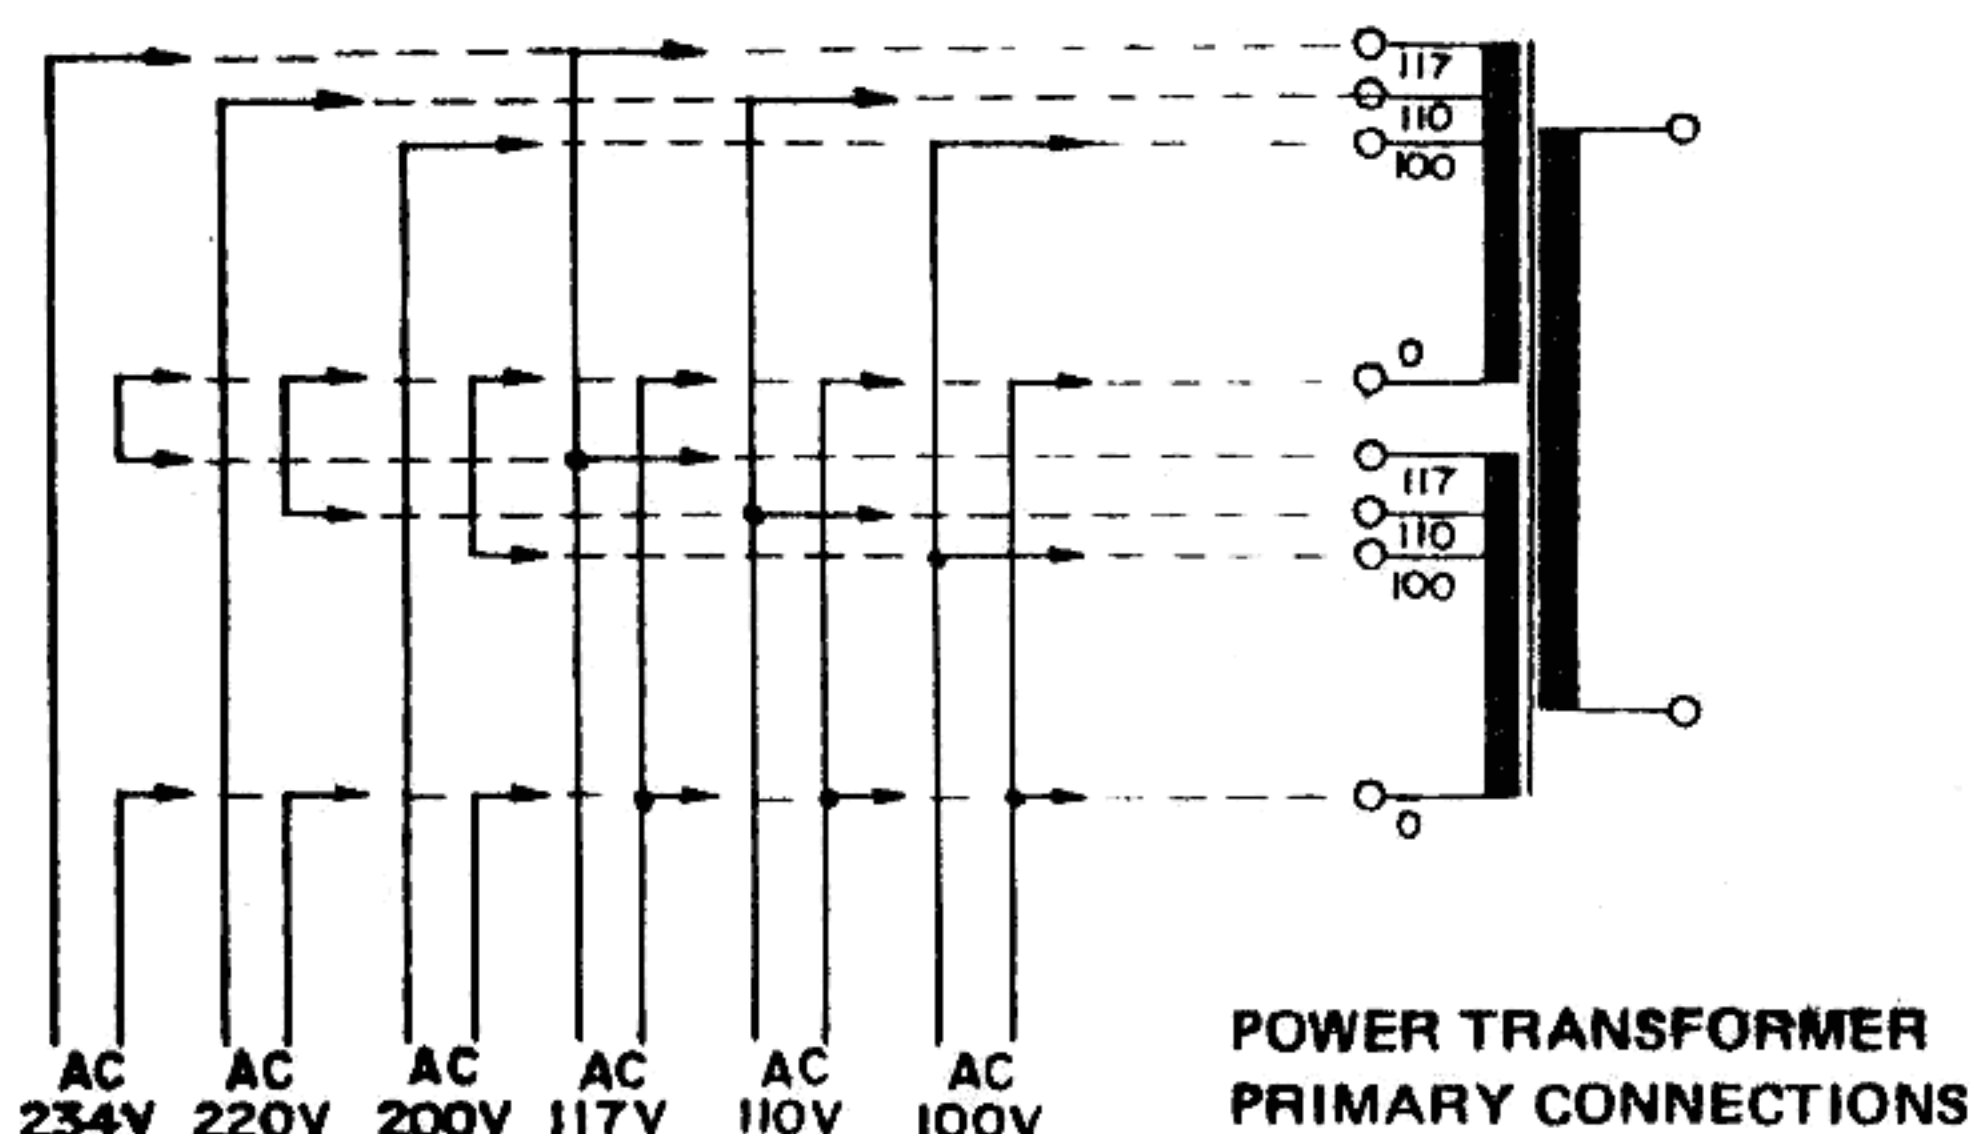 117
110
100
0
117
110
100
0
AC 234V
AC 220V
AC 200V
AC 117V
AC 110V
AC 100V
POWER TRANSFORMER
PRIMARY CONNECTIONS